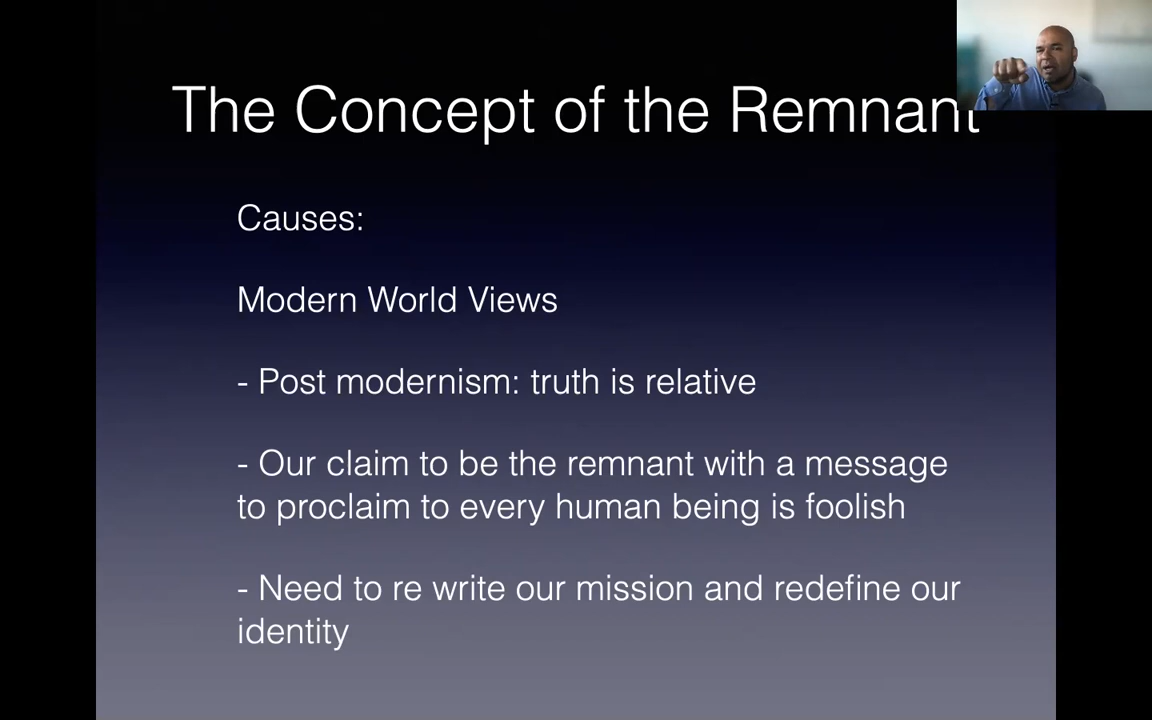 The Concept of the Remnant
Causes:
Modern World Views
- Post modernism: truth is relative
- Our claim to be the remnant with a message
to proclaim to every human being is foolish
- Need to re write our mission and redefine our
identity